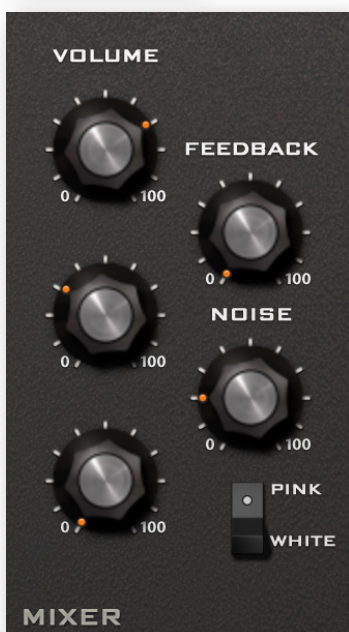 VOLUME
0 100
FEEDBACK
0 100
0 100
NOISE
0 100
0 100
PINK
WHITE
MIXER